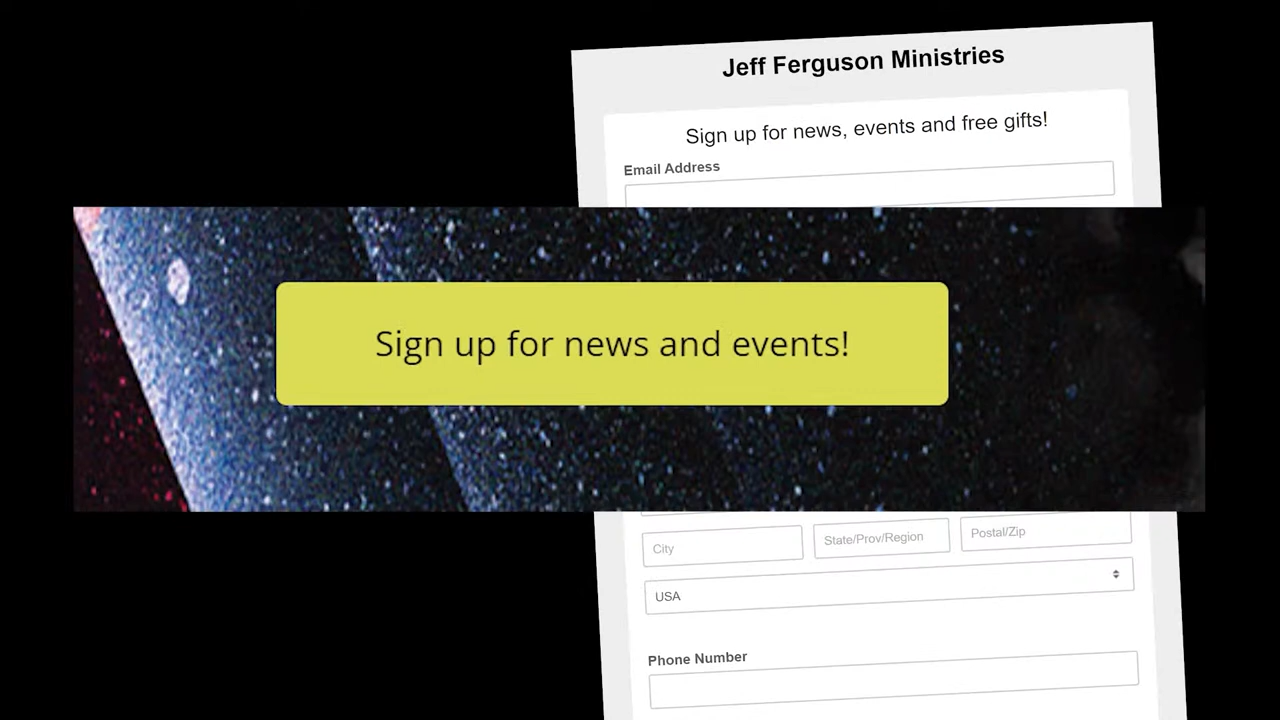 Jeff Ferguson Ministries
Sign up for news, events and free gifts!
Email Address
Sign up for news and events!
City
State/Prov/Region
Postal/Zip
USA
Phone Number